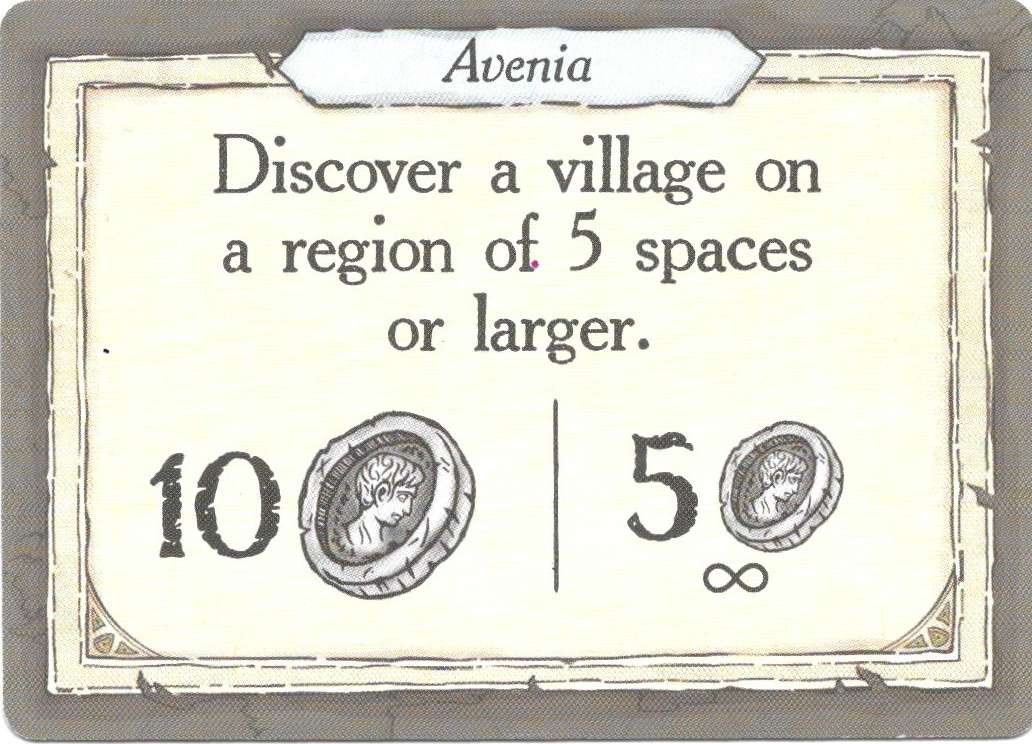 Avenia
Discover a village on
a region of 5 spaces
or larger.
10
5
∞